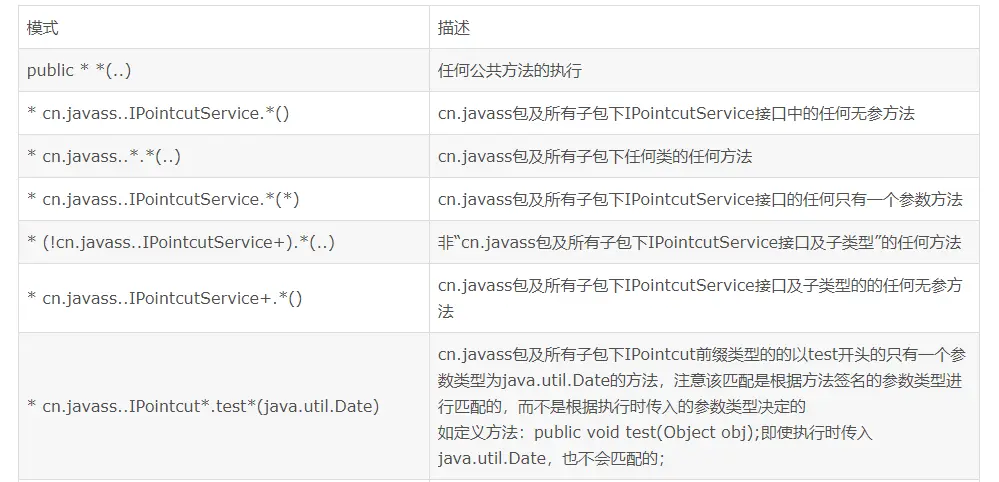 模式
描述
public * *(..)
任何公共方法的执行
* cn.javass..IPointcutService.*()
cn.javass包及所有子包下IPointcutService接口中的任何无参方法
* cn.javass..*.*(..)
cn.javass包及所有子包下任何类的任何方法
* cn.javass..IPointcutService.*(*)
cn.javass包及所有子包下IPointcutService接口的任何只有一个参数方法
* (!cn.javass..IPointcutService+).*(..)
非“cn.javass包及所有子包下IPointcutService接口及子类型”的任何方法
* cn.javass..IPointcutService+.*()
cn.javass包及所有子包下IPointcutService接口及子类型的的任何无参方
法
* cn.javass..IPointcut*.test*(java.util.Date)
cn.javass包及所有子包下IPointcut前缀类型的的以test开头的只有一个参
数类型为java.util.Date的方法，注意该匹配是根据方法签名的参数类型进
行匹配的，而不是根据执行时传入的参数类型决定的
如定义方法：public void test(Object obj);即使执行时传入
java.util.Date，也不会匹配的；